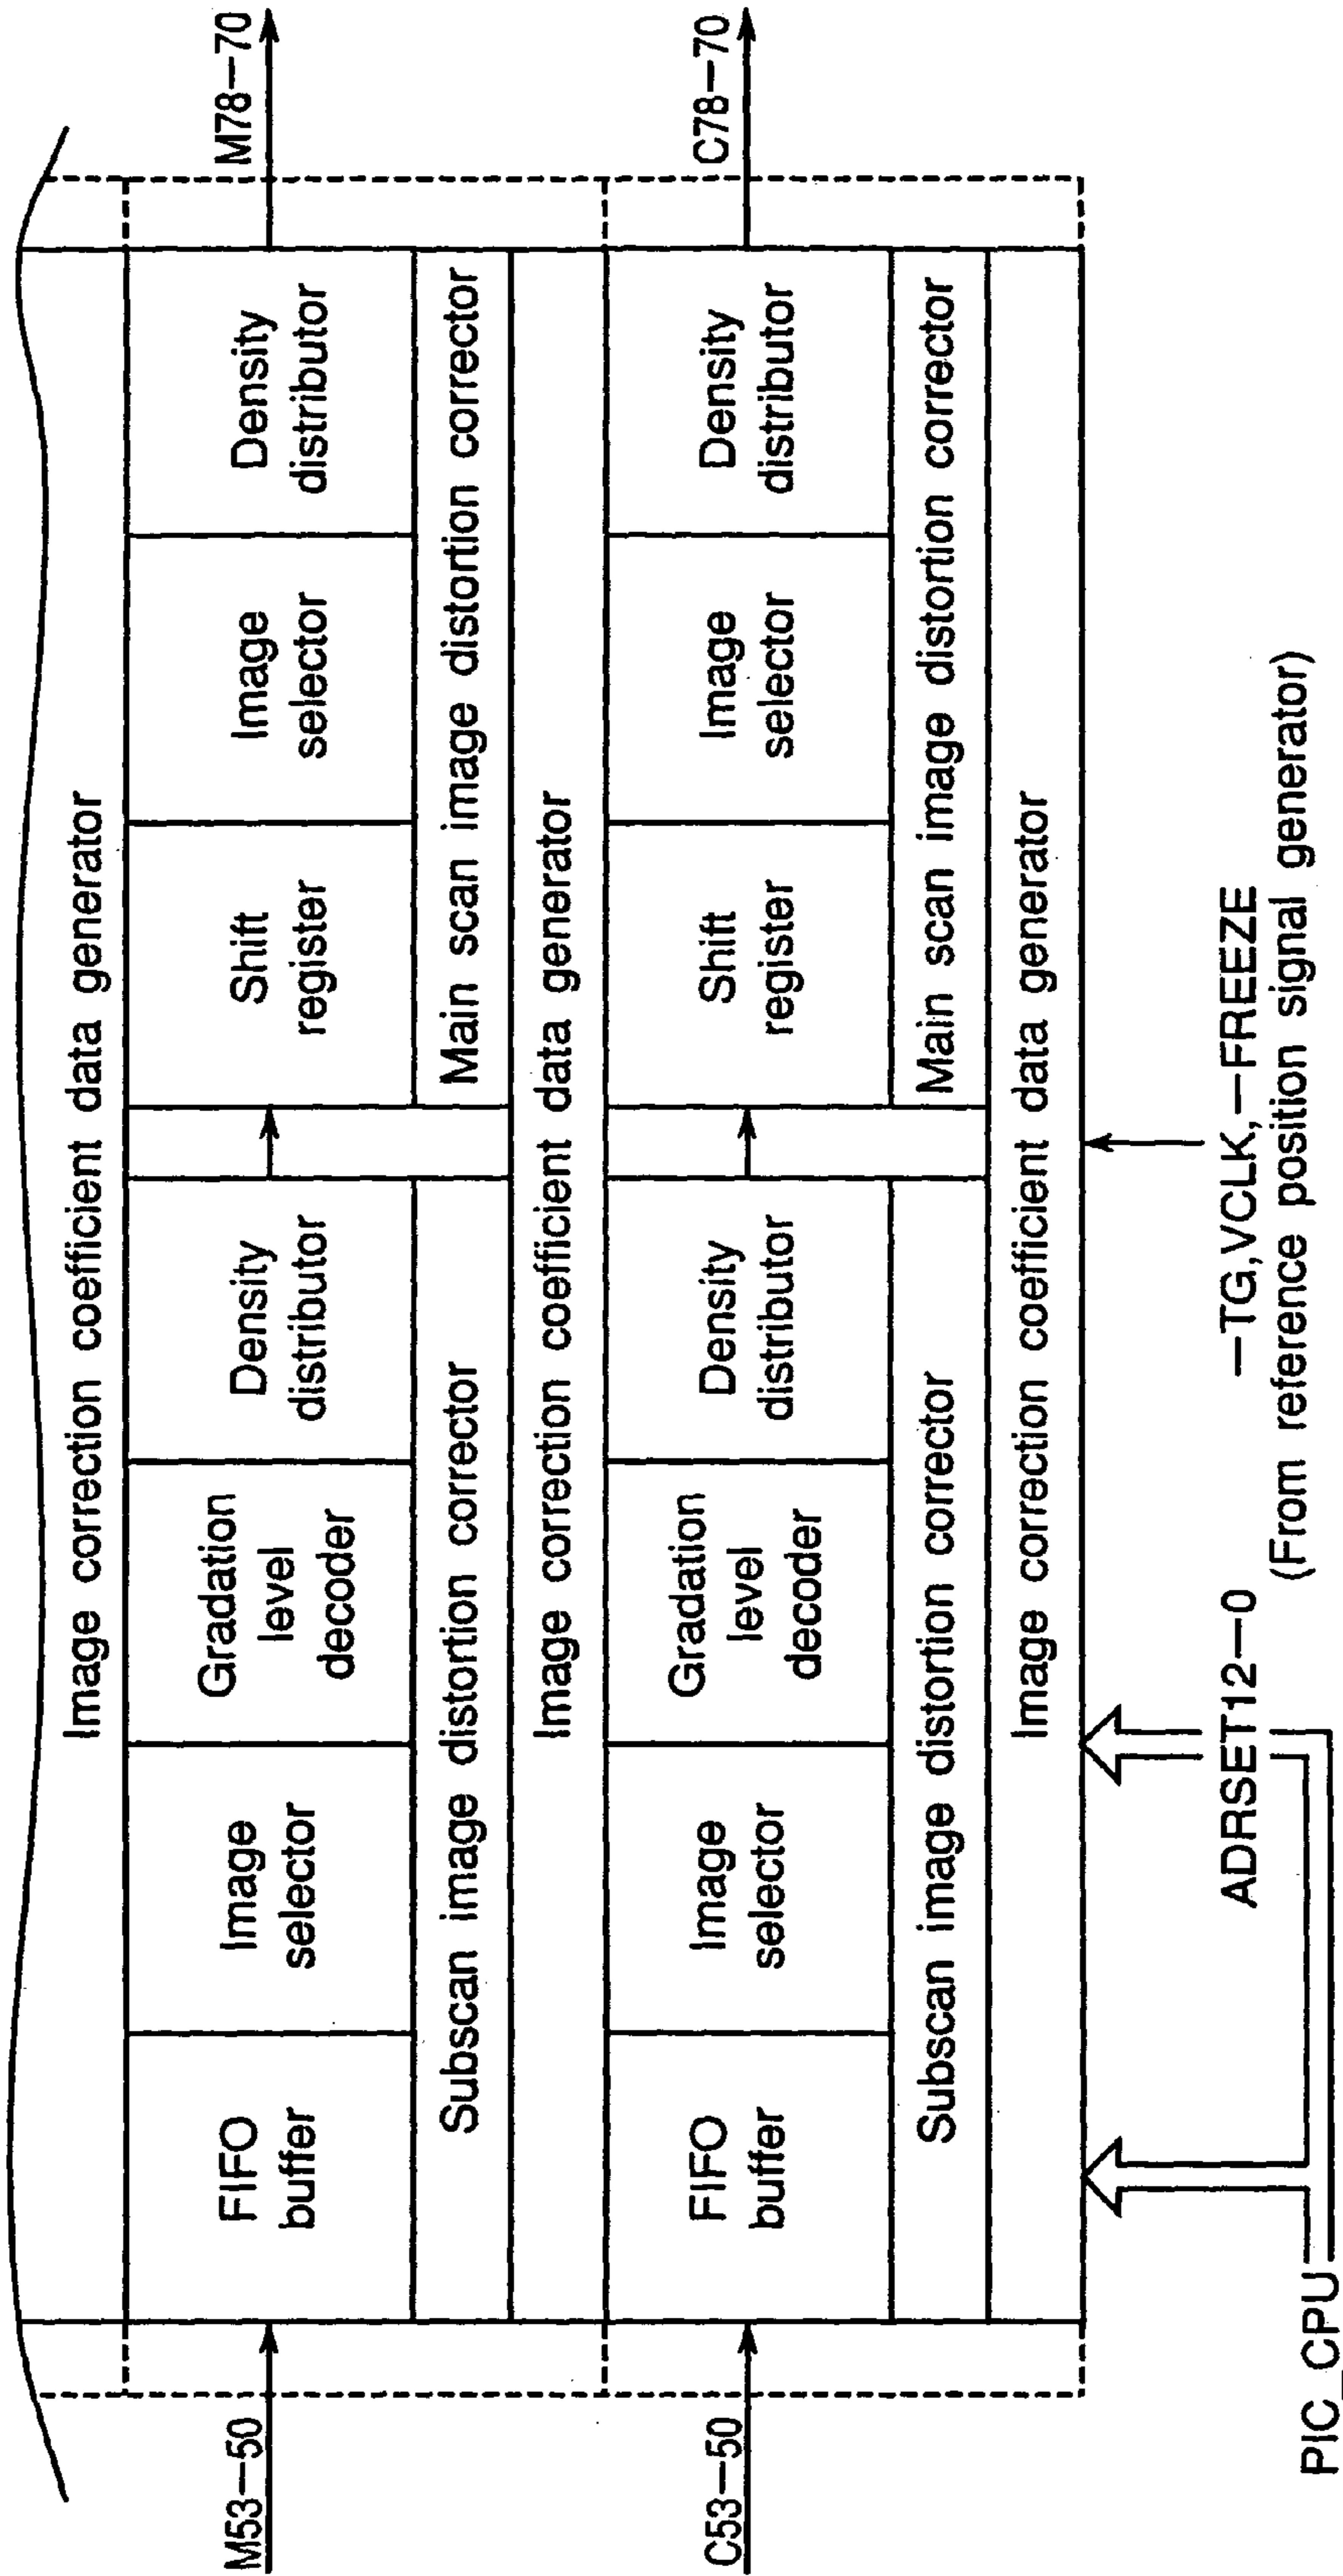 Image correction coefficient data generator
M53—50
FIFO
buffer
Image
selector
Gradation
level
decoder
Density
distributor
Shift
register
Image
selector
Density
distributor
M78—70
Subscan image distortion corrector
Main scan image distortion corrector
Image correction coefficient data generator
C53—50
FIFO
buffer
Image
selector
Gradation
level
decoder
Density
distributor
Shift
register
Image
selector
Density
distributor
C78—70
Subscan image distortion corrector
Main scan image distortion corrector
Image correction coefficient data generator
ADRSET12—0
—TG,VCLK,—FREEZE
(From reference position signal generator)
PIC_CPU